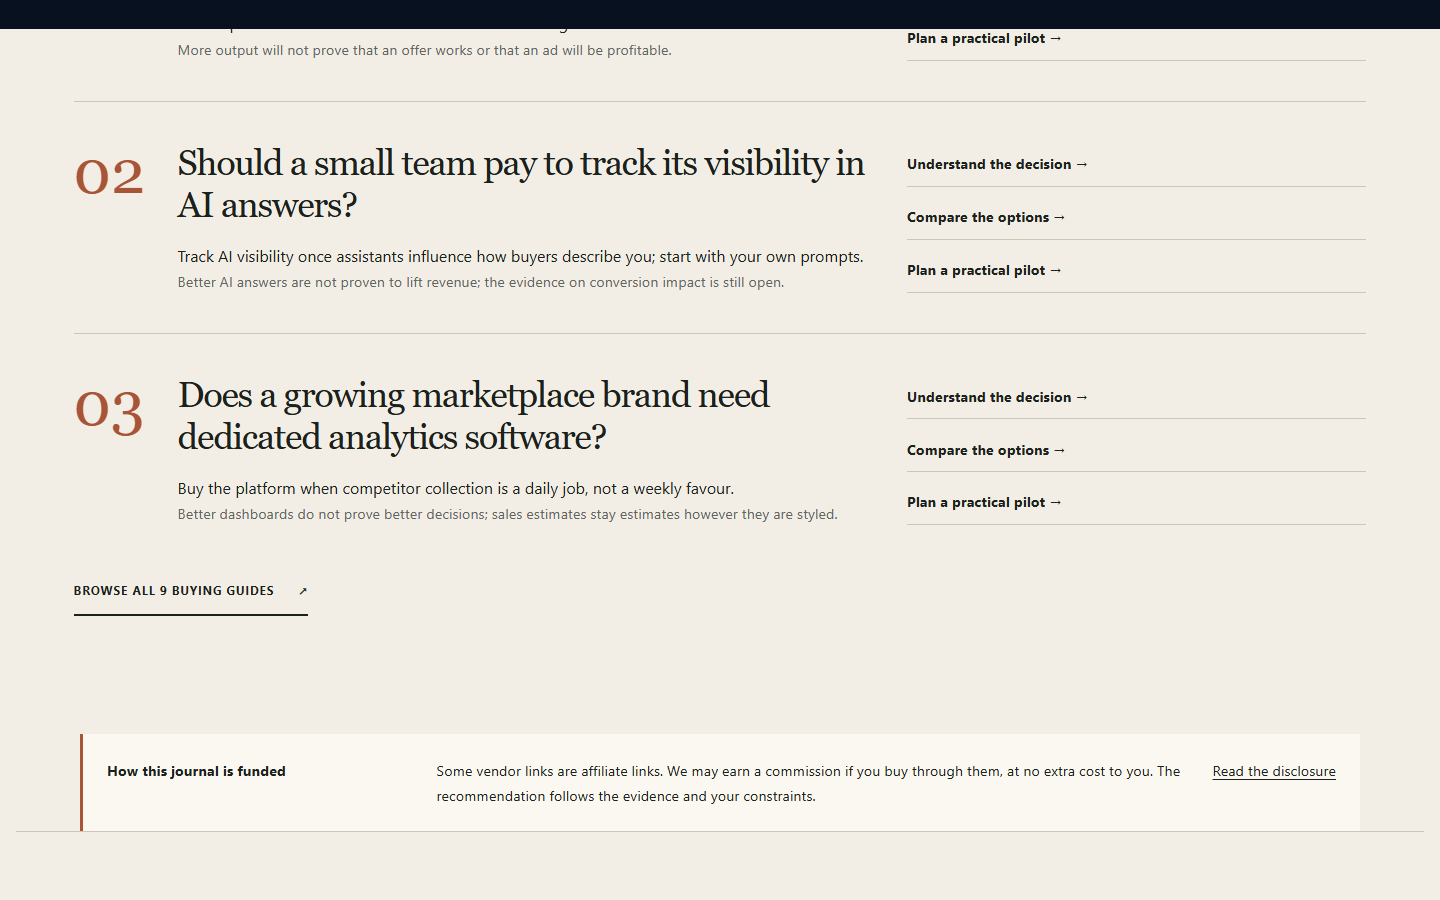 More output will not prove that an offer works or that an ad will be profitable.
Plan a practical pilot →
02
Should a small team pay to track its visibility in
AI answers?
Track AI visibility once assistants influence how buyers describe you; start with your own prompts.
Better AI answers are not proven to lift revenue; the evidence on conversion impact is still open.
Understand the decision →
Compare the options →
Plan a practical pilot →
03
Does a growing marketplace brand need
dedicated analytics software?
Buy the platform when competitor collection is a daily job, not a weekly favour.
Better dashboards do not prove better decisions; sales estimates stay estimates however they are styled.
Understand the decision →
Compare the options →
Plan a practical pilot →
BROWSE ALL 9 BUYING GUIDES ↗
How this journal is funded
Some vendor links are affiliate links. We may earn a commission if you buy through them, at no extra cost to you. The
recommendation follows the evidence and your constraints.
Read the disclosure